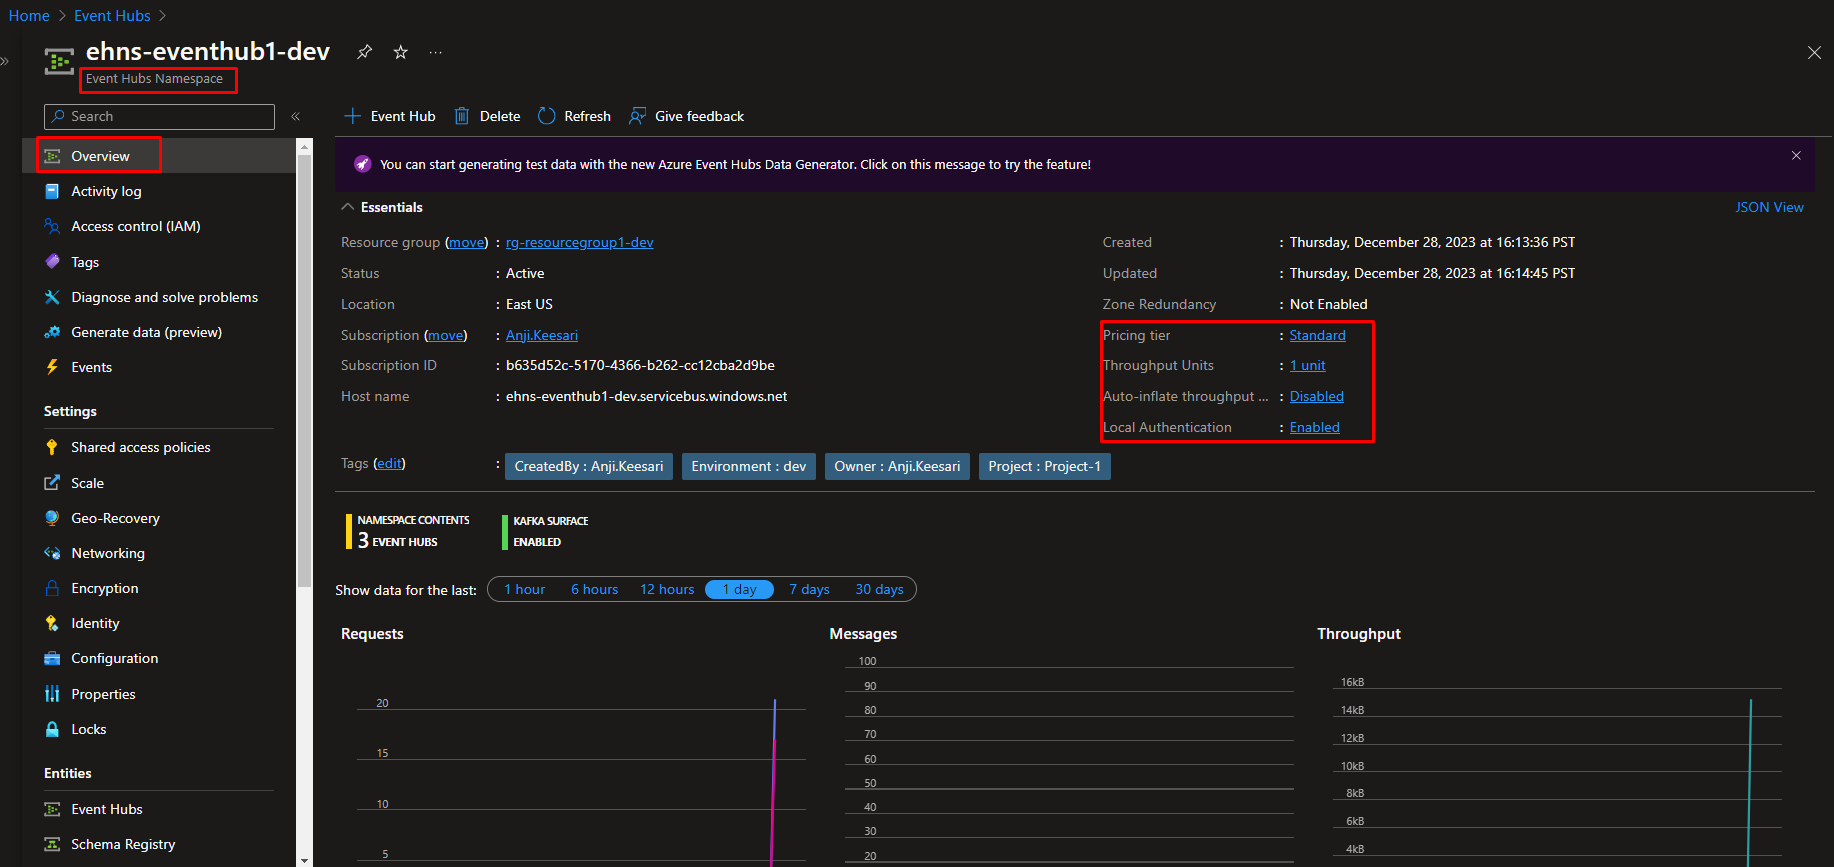 Home > Event Hubs >
ehns-eventhub1-dev
Event Hubs Namespace
Search
Overview
Activity log
Access control (IAM)
Tags
Diagnose and solve problems
Generate data (preview)
Events
Settings
Shared access policies
Scale
Geo-Recovery
Networking
Encryption
Identity
Configuration
Properties
Locks
Entities
Event Hubs
Schema Registry
Event Hub Delete Refresh Give feedback
You can start generating test data with the new Azure Event Hubs Data Generator. Click on this message to try the feature!
Essentials
JSON View
Resource group (move) : rg-resourcegroup1-dev
Status : Active
Location : East US
Subscription (move) : Anji.Keesari
Subscription ID : b635d52c-5170-4366-b262-cc12cba2d9be
Host name : ehns-eventhub1-dev.servicebus.windows.net
Created : Thursday, December 28, 2023 at 16:13:36 PST
Updated : Thursday, December 28, 2023 at 16:14:45 PST
Zone Redundancy : Not Enabled
Pricing tier : Standard
Throughput Units : 1 unit
Auto-inflate throughput ... : Disabled
Local Authentication : Enabled
Tags (edit) : CreatedBy : Anji.Keesari Environment : dev Owner : Anji.Keesari Project : Project-1
NAMESPACE CONTENTS
3 EVENT HUBS
KAFKA SURFACE
ENABLED
Show data for the last: 1 hour 6 hours 12 hours 1 day 7 days 30 days
Requests
20
15
10
5
Messages
100
90
80
70
60
50
40
30
20
Throughput
16kB
14kB
12kB
10kB
8kB
6kB
4kB